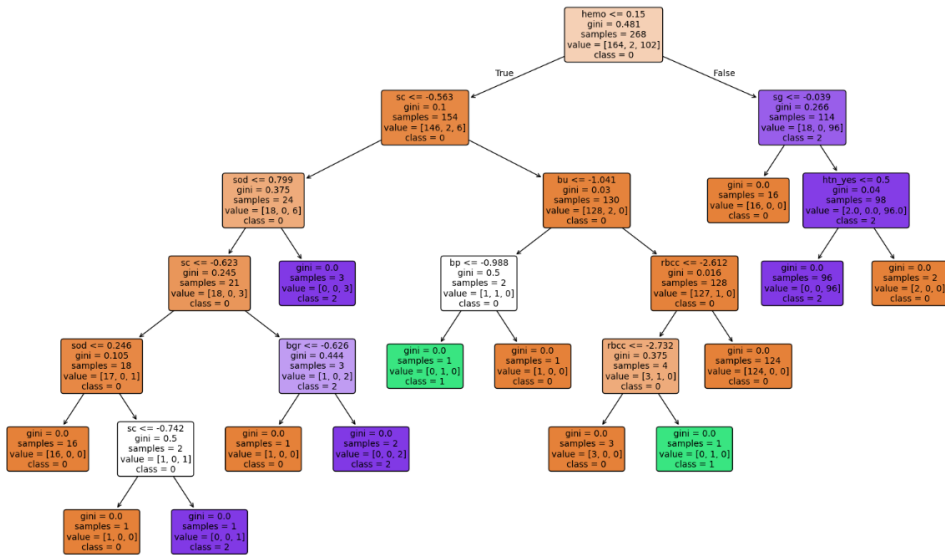 hemo <= 0.15
gini = 0.481
samples = 268
value = [164, 2, 102]
class = 0
True
False
sc <= -0.563
gini = 0.1
samples = 154
value = [146, 2, 6]
class = 0
sg <= -0.039
gini = 0.266
samples = 114
value = [18, 0, 96]
class = 2
sod <= 0.799
gini = 0.375
samples = 24
value = [18, 0, 6]
class = 0
bu <= -1.041
gini = 0.03
samples = 130
value = [128, 2, 0]
class = 0
gini = 0.0
samples = 16
value = [16, 0, 0]
class = 0
htn_yes <= 0.5
gini = 0.04
samples = 98
value = [2.0, 0.0, 96.0]
class = 2
sc <= -0.623
gini = 0.245
samples = 21
value = [18, 0, 3]
class = 0
gini = 0.0
samples = 3
value = [0, 0, 3]
class = 2
bp <= -0.988
gini = 0.5
samples = 2
value = [1, 1, 0]
class = 0
rbcc <= -2.612
gini = 0.016
samples = 128
value = [127, 1, 0]
class = 0
gini = 0.0
samples = 96
value = [0, 0, 96]
class = 2
gini = 0.0
samples = 2
value = [2, 0, 0]
class = 0
sod <= 0.246
gini = 0.105
samples = 18
value = [17, 0, 1]
class = 0
bgr <= -0.626
gini = 0.444
samples = 3
value = [1, 0, 2]
class = 2
gini = 0.0
samples = 1
value = [0, 1, 0]
class = 1
gini = 0.0
samples = 1
value = [1, 0, 0]
class = 0
rbcc <= -2.732
gini = 0.375
samples = 4
value = [3, 1, 0]
class = 0
gini = 0.0
samples = 124
value = [124, 0, 0]
class = 0
gini = 0.0
samples = 16
value = [16, 0, 0]
class = 0
sc <= -0.742
gini = 0.5
samples = 2
value = [1, 0, 1]
class = 0
gini = 0.0
samples = 1
value = [1, 0, 0]
class = 0
gini = 0.0
samples = 2
value = [0, 0, 2]
class = 2
gini = 0.0
samples = 3
value = [3, 0, 0]
class = 0
gini = 0.0
samples = 1
value = [0, 1, 0]
class = 1
gini = 0.0
samples = 1
value = [1, 0, 0]
class = 0
gini = 0.0
samples = 1
value = [0, 0, 1]
class = 2